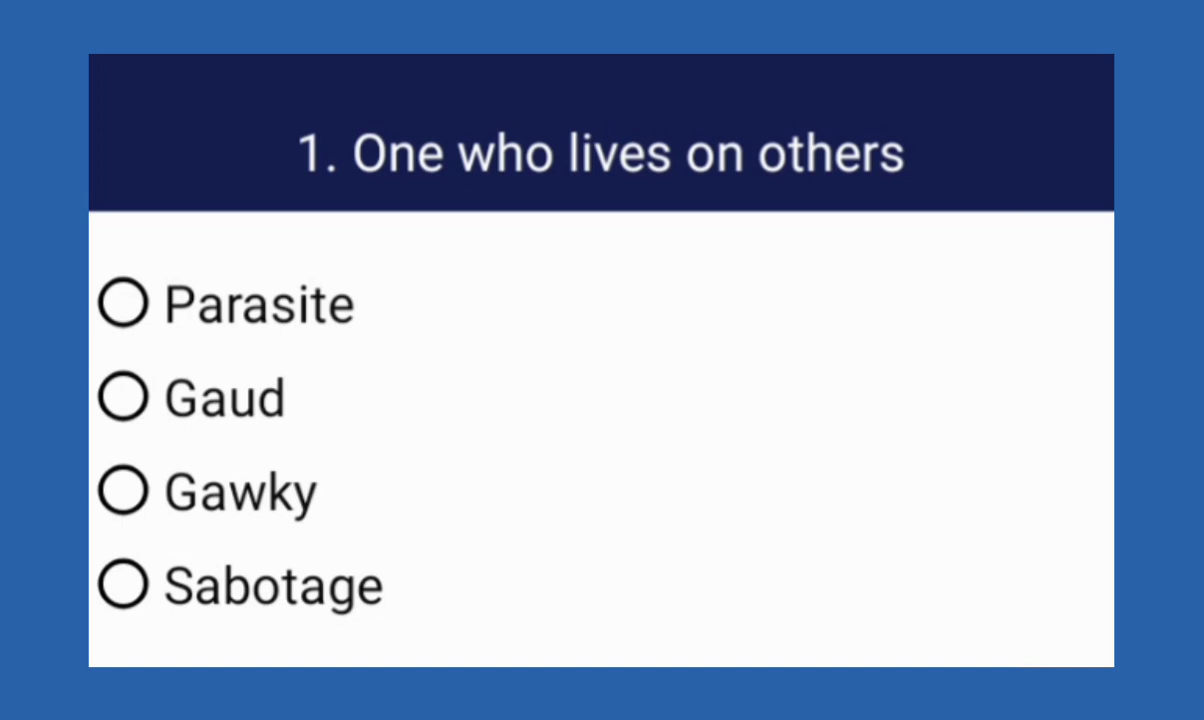 1. One who lives on others
Parasite
Gaud
Gawky
Sabotage